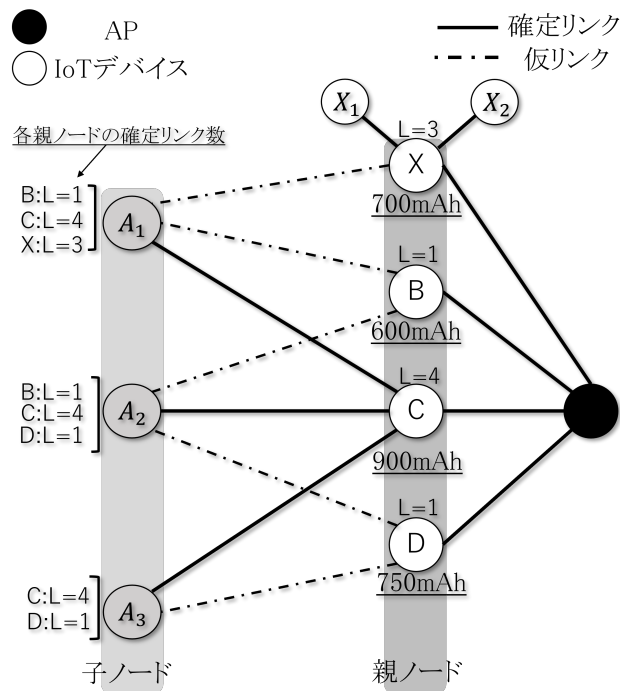 AP
IoTデバイス
確定リンク
仮リンク
各親ノードの確定リンク数
X₁
X₂
L=3
X
700mAh
B:L=1
C:L=4
X:L=3
A₁
L=1
B
600mAh
B:L=1
C:L=4
D:L=1
A₂
L=4
C
900mAh
L=1
D
750mAh
C:L=4
D:L=1
A₃
子ノード
親ノード